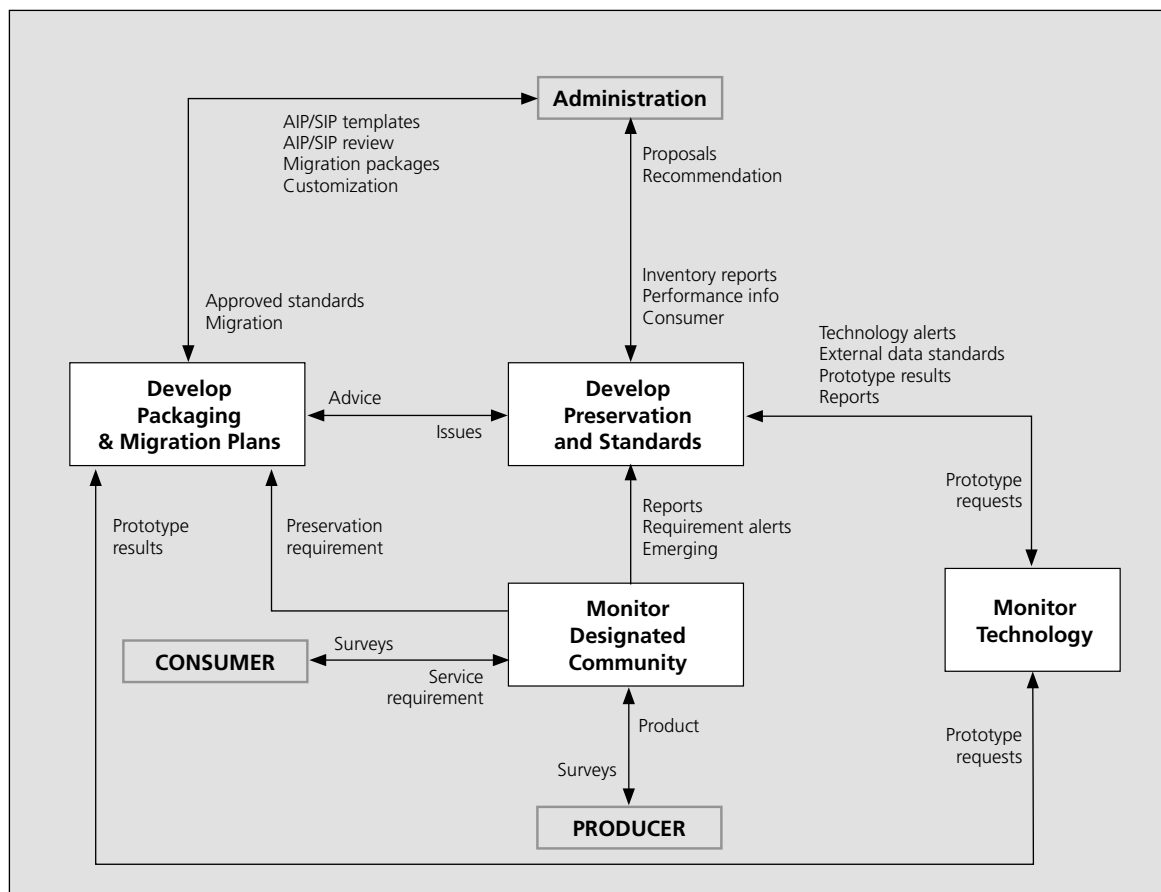 Administration
AIP/SIP templates
AIP/SIP review
Migration packages
Customization
Proposals
Recommendation
Approved standards
Migration
Inventory reports
Performance info
Consumer
Technology alerts
External data standards
Prototype results
Reports
Develop
Packaging
& Migration Plans
Advice
Issues
Develop
Preservation
and Standards
Prototype
results
Preservation
requirement
Reports
Requirement alerts
Emerging
Prototype
requests
Monitor
Designated
Community
Monitor
Technology
CONSUMER
Surveys
Service
requirement
Product
Surveys
Prototype
requests
PRODUCER